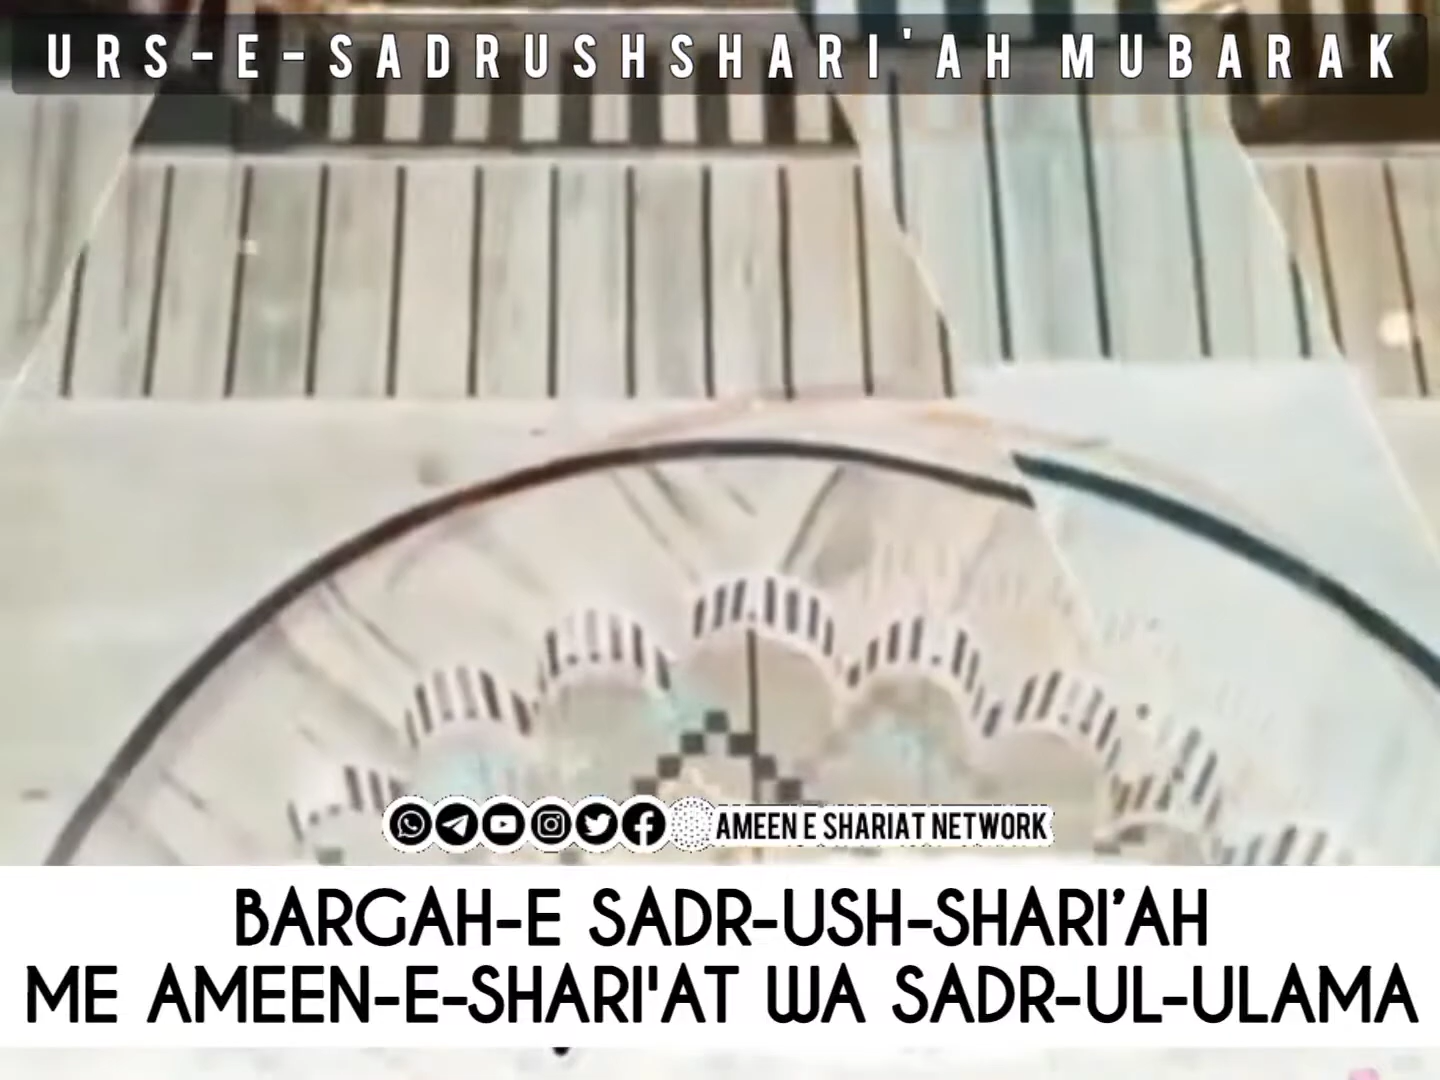 URS-E-SADRUSHSHARI'AH MUBARAK
AMEEN E SHARIAT NETWORK
BARGAH-E SADR-USH-SHARI’AH
ME AMEEN-E-SHARI'AT WA SADR-UL-ULAMA